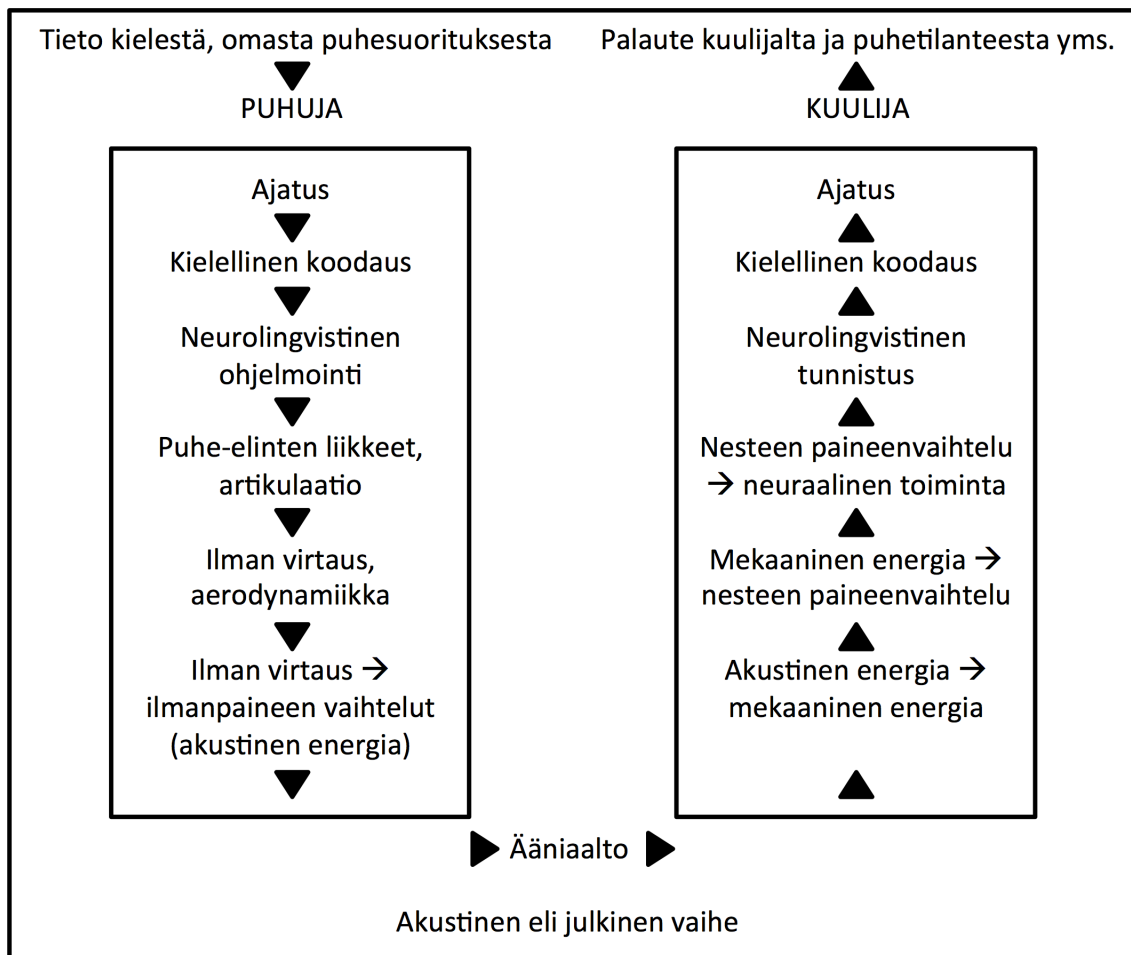 Tieto kielestä, omasta puhesuorituksesta
PUHUJA
Ajatus
Kielellinen koodaus
Neurolingvistinen
ohjelmointi
Puhe-elinten liikkeet,
artikulaatio
Ilman virtaus,
aerodynamiikka
Ilman virtaus →
ilmanpaineen vaihtelut
(akustinen energia)
Palaute kuulijalta ja puhetilanteesta yms.
KUULIJA
Ajatus
Kielellinen koodaus
Neurolingvistinen
tunnistus
Nesteen paineenvaihtelu
→ neuraalinen toiminta
Mekaaninen energia →
nesteen paineenvaihtelu
Akustinen energia →
mekaaninen energia
Ääniaalto
Akustinen eli julkinen vaihe